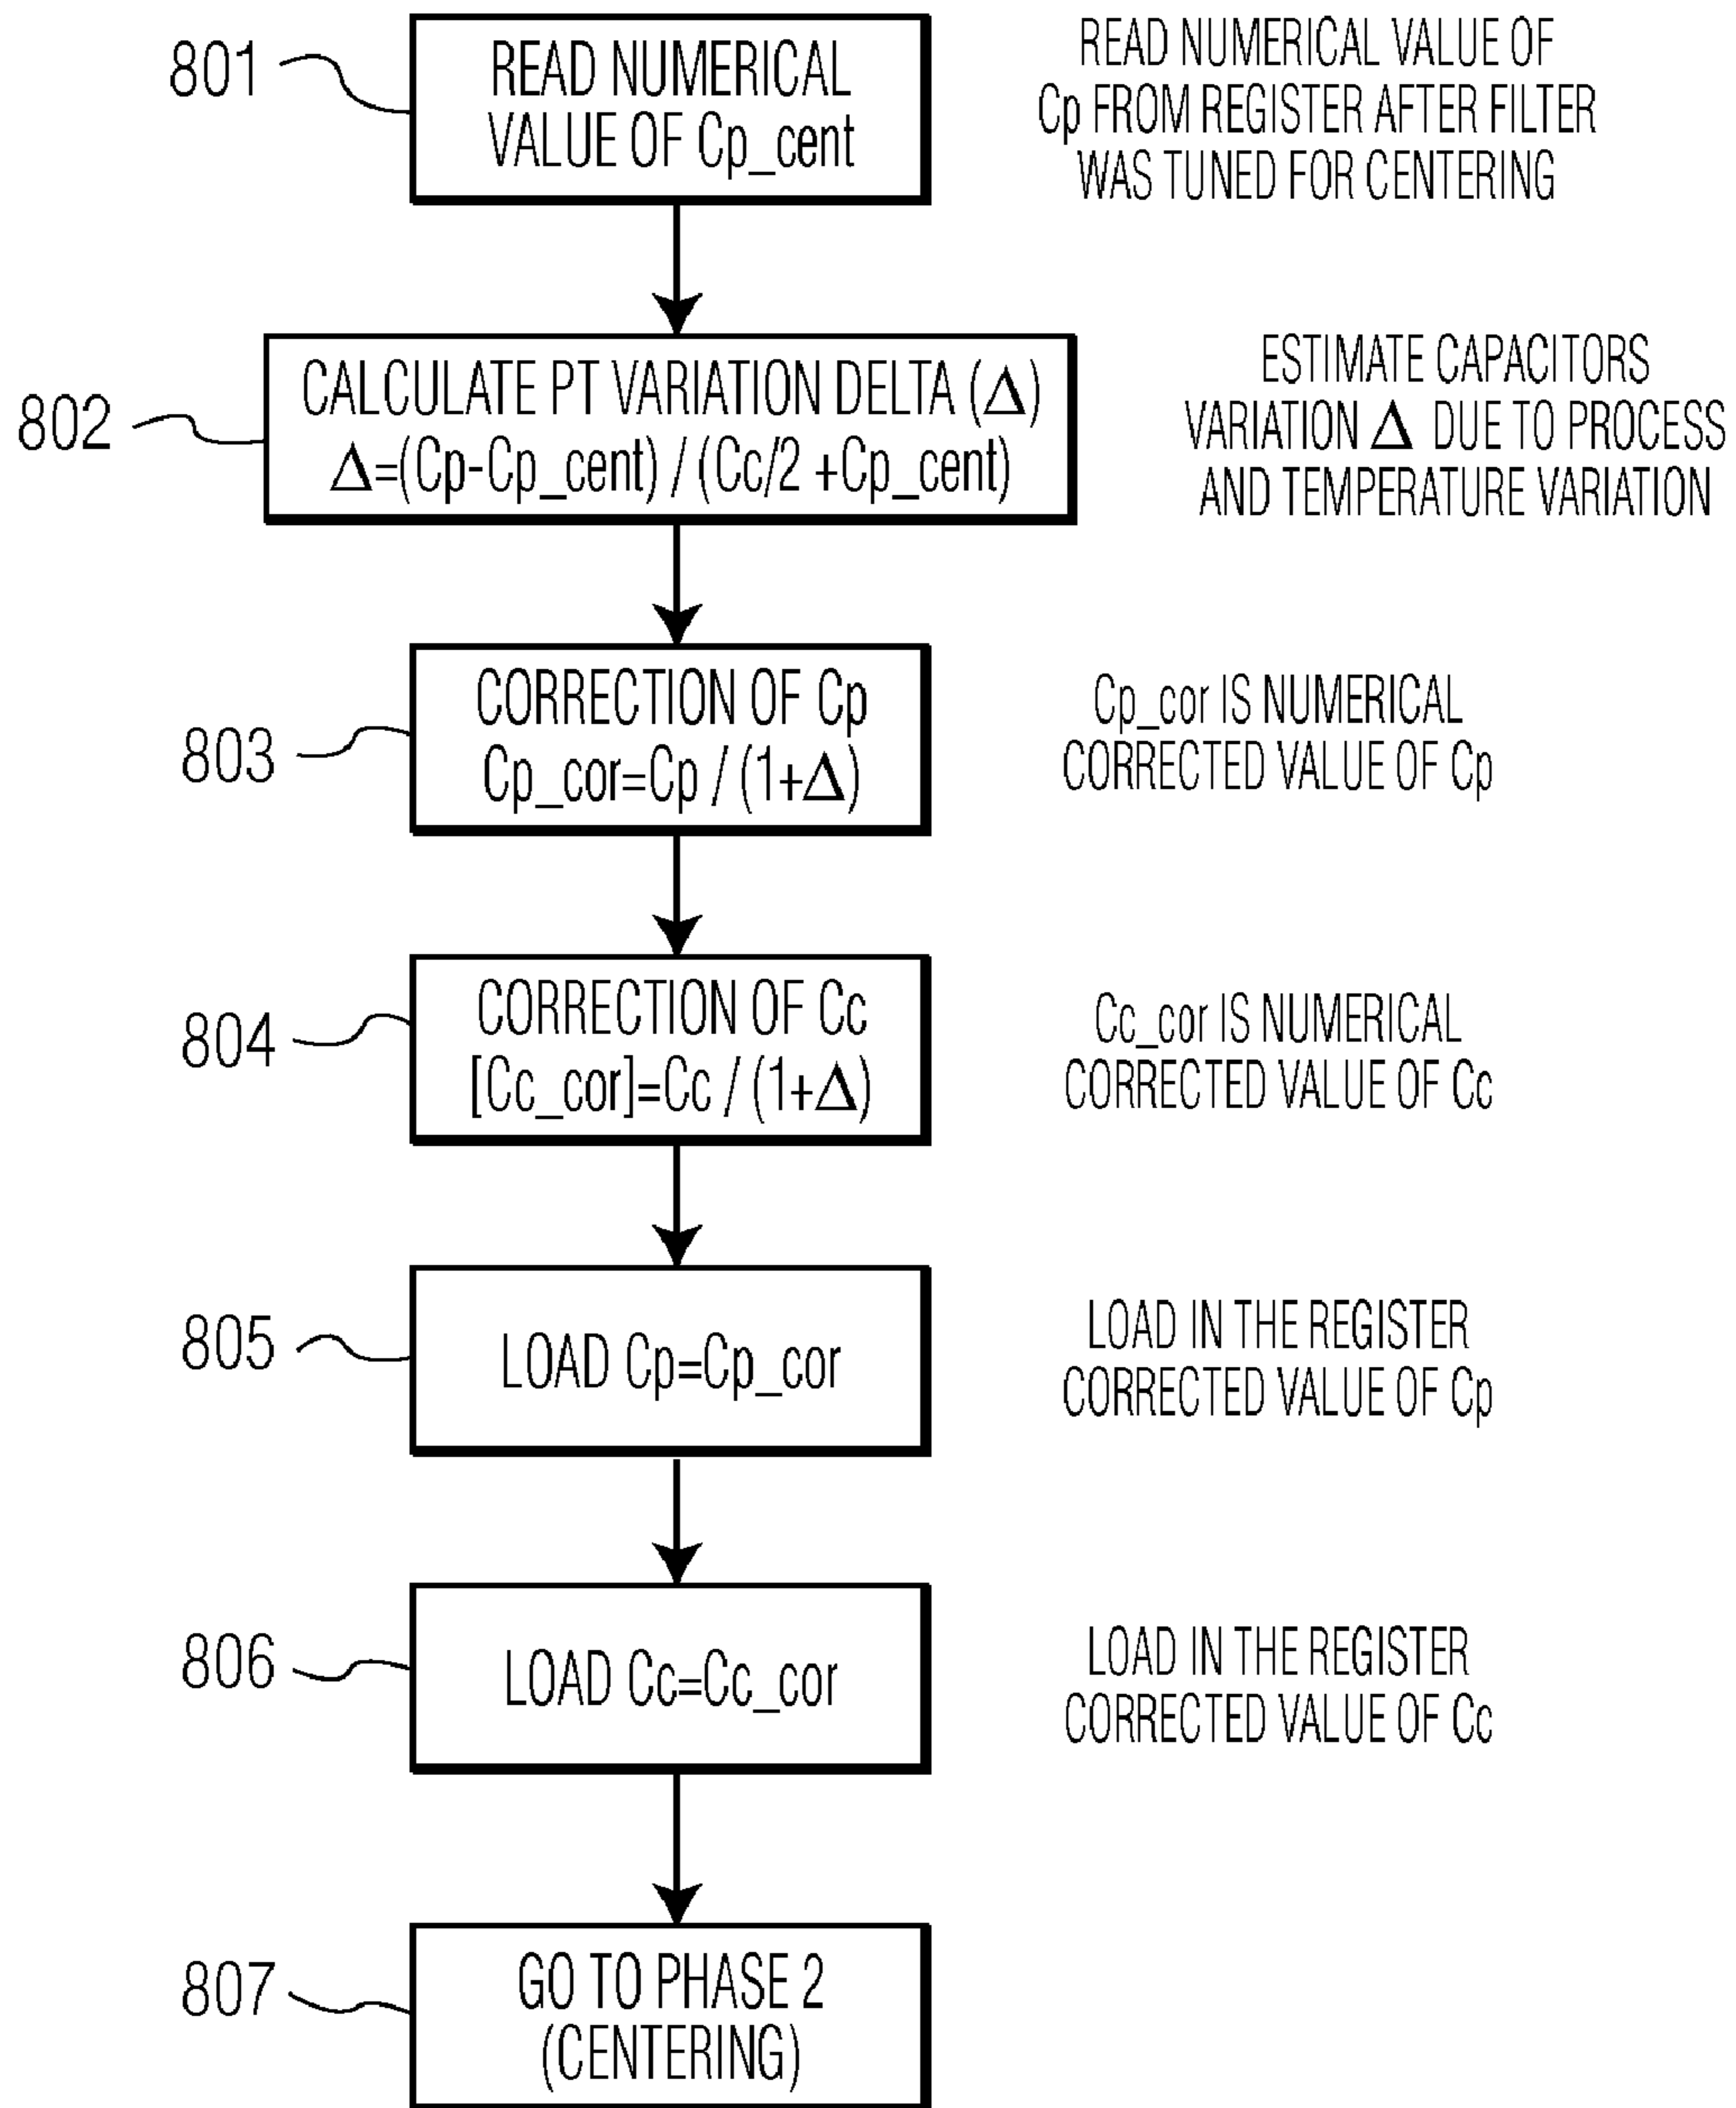 801
READ NUMERICAL
VALUE OF Cp_cent
READ NUMERICAL VALUE OF
Cp FROM REGISTER AFTER FILTER
WAS TUNED FOR CENTERING
802
CALCULATE PT VARIATION DELTA (Δ)
Δ=(Cp-Cp_cent) / (Cc/2 +Cp_cent)
ESTIMATE CAPACITORS
VARIATION Δ DUE TO PROCESS
AND TEMPERATURE VARIATION
803
CORRECTION OF Cp
Cp_cor=Cp / (1+Δ)
Cp_cor IS NUMERICAL
CORRECTED VALUE OF Cp
804
CORRECTION OF Cc
[Cc_cor]=Cc / (1+Δ)
Cc_cor IS NUMERICAL
CORRECTED VALUE OF Cc
805
LOAD Cp=Cp_cor
LOAD IN THE REGISTER
CORRECTED VALUE OF Cp
806
LOAD Cc=Cc_cor
LOAD IN THE REGISTER
CORRECTED VALUE OF Cc
807
GO TO PHASE 2
(CENTERING)